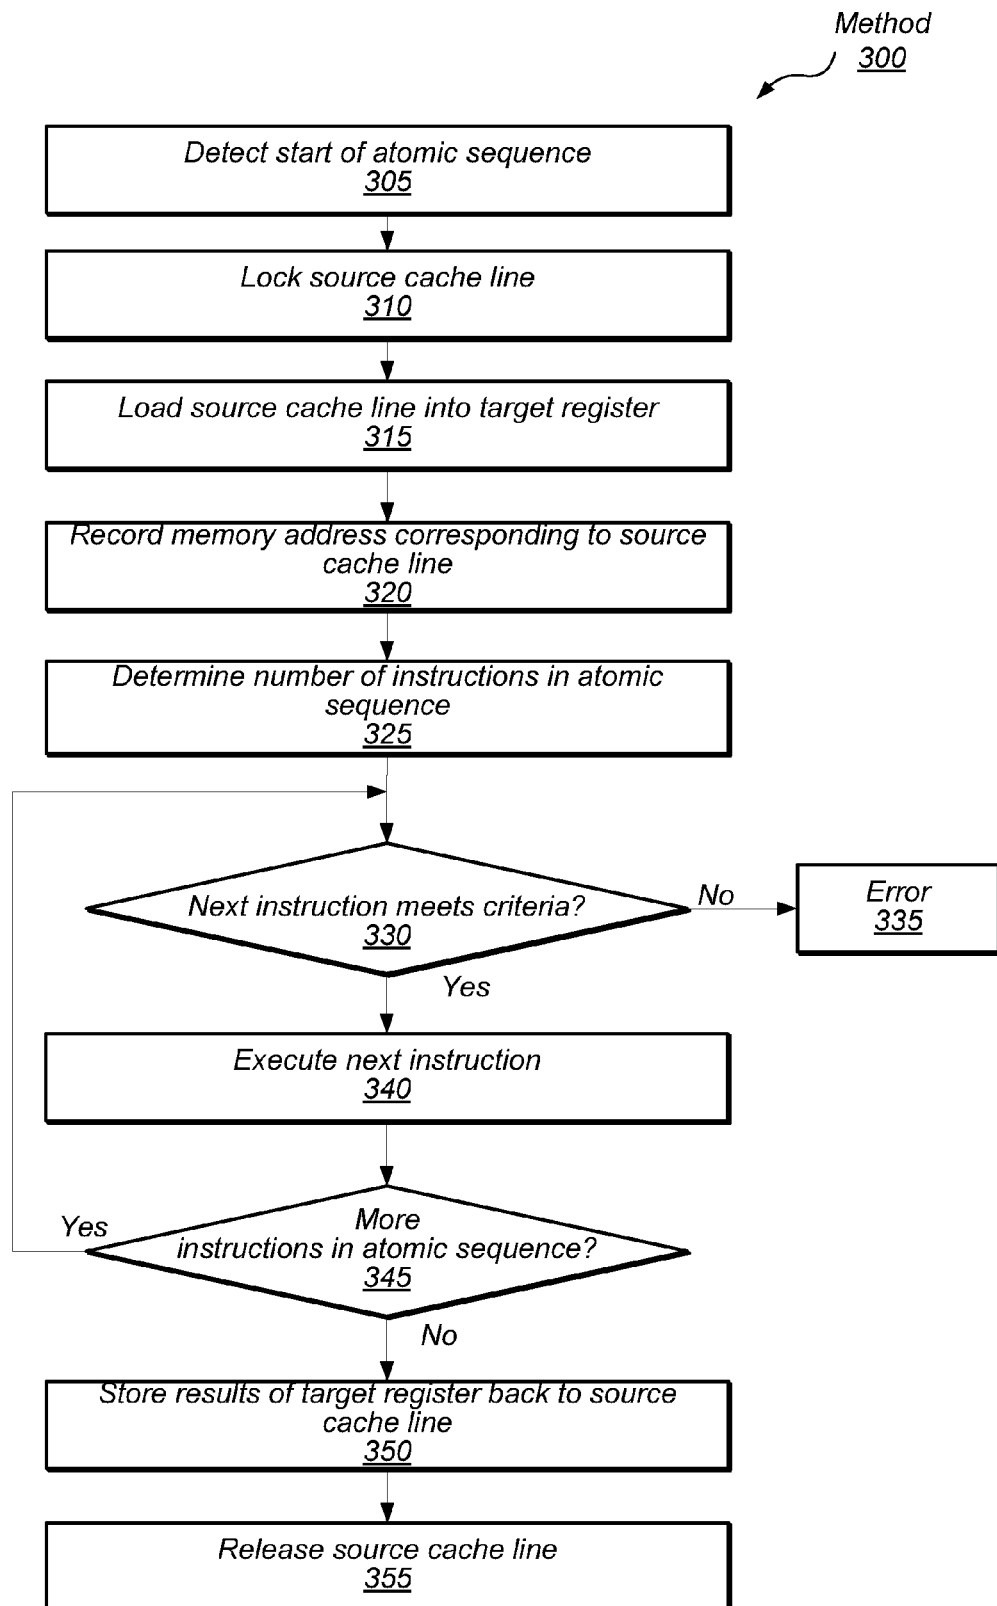 Method
300
Detect start of atomic sequence
305
Lock source cache line
310
Load source cache line into target register
315
Record memory address corresponding to source
cache line
320
Determine number of instructions in atomic
sequence
325
Next instruction meets criteria?
330
No
Error
335
Yes
Execute next instruction
340
Yes
More
instructions in atomic sequence?
345
No
Store results of target register back to source
cache line
350
Release source cache line
355